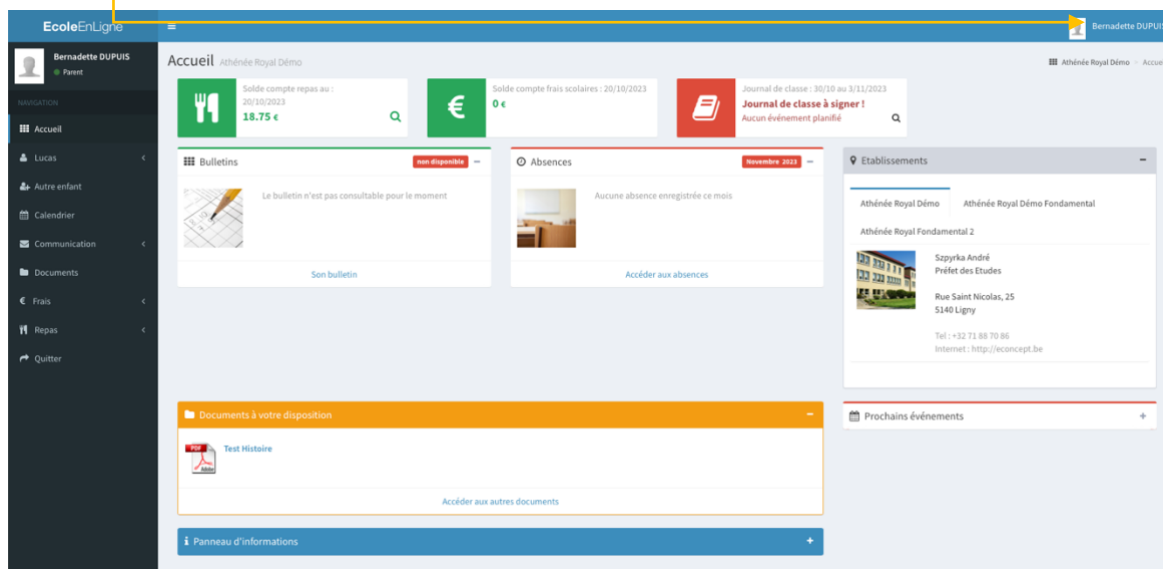 EcoleEnLigne
Bernadette DUPUIS
Bernadette DUPUIS
Parent
NAVIGATION
Accueil
Lucas
Autre enfant
Calendrier
Communication
Documents
Frais
Repas
Quitter
Accueil Athénée Royal Démo
Athénée Royal Démo > Accuei
Solde compte repas au :
20/10/2023
18.75 €
Solde compte frais scolaires : 20/10/2023
0 €
Journal de classe : 30/10 au 3/11/2023
Journal de classe à signer !
Aucun événement planifié
Bulletins
non disponible
Le bulletin n'est pas consultable pour le moment
Son bulletin
Absences
Novembre 2023
Aucune absence enregistrée ce mois
Accéder aux absences
Etablissements
Athénée Royal Démo
Athénée Royal Démo Fondamental
Athénée Royal Fondamental 2
Szpyrka André
Préfet des Etudes
Rue Saint Nicolas, 25
5140 Ligny
Tel : +32 71 88 70 86
Internet : http://econcept.be
Documents à votre disposition
PDF
Adobe
Test Histoire
Accéder aux autres documents
Prochains événements
Panneau d'informations